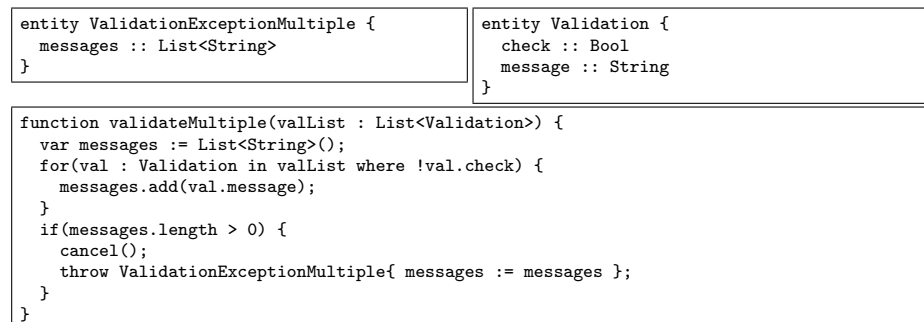 entity ValidationExceptionMultiple {
  messages :: List<String>
}
entity Validation {
  check :: Bool
  message :: String
}
function validateMultiple(valList : List<Validation>) {
  var messages := List<String>();
  for(val : Validation in valList where !val.check) {
    messages.add(val.message);
  }
  if(messages.length > 0) {
    cancel();
    throw ValidationExceptionMultiple{ messages := messages };
  }
}